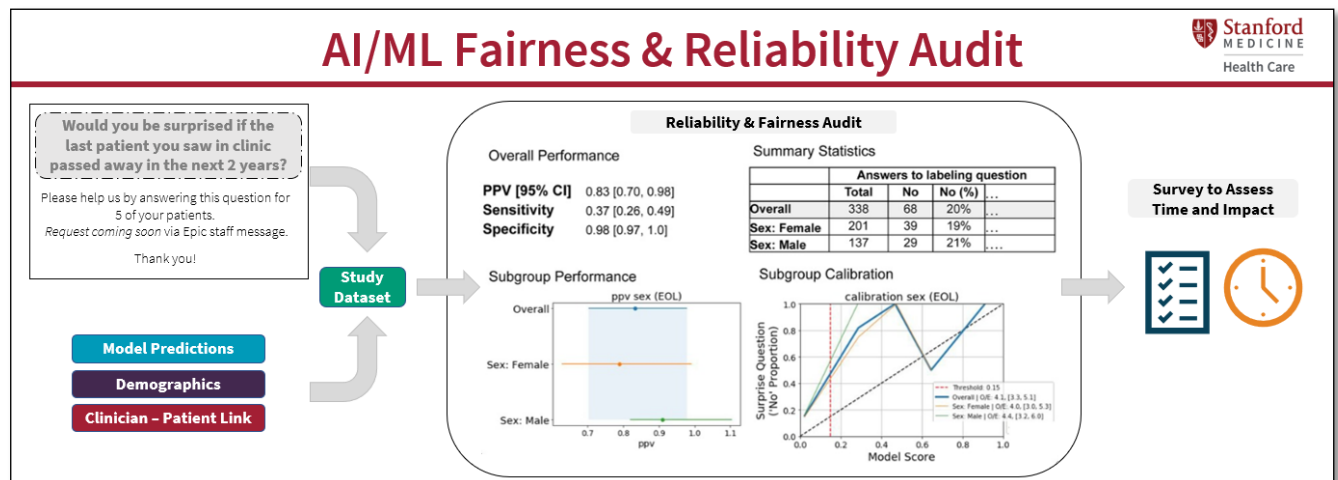 AI/ML Fairness & Reliability Audit
Stanford
MEDICINE
Health Care
Would you be surprised if the
last patient you saw in clinic
passed away in the next 2 years?
Please help us by answering this question for
5 of your patients.
Request coming soon via Epic staff message.
Thank you!
Study
Dataset
Model Predictions
Demographics
Clinician – Patient Link
Reliability & Fairness Audit
Overall Performance
PPV [95% CI] 0.83 [0.70, 0.98]
Sensitivity 0.37 [0.26, 0.49]
Specificity 0.98 [0.97, 1.0]
Summary Statistics
Answers to labeling question
Total No No (%) ...
Overall 338 68 20% ...
Sex: Female 201 39 19% ...
Sex: Male 137 29 21% ....
Subgroup Performance
ppv sex (EOL)
Overall
Sex: Female
Sex: Male
0.7 0.8 0.9 1.0 1.1
ppv
Subgroup Calibration
calibration sex (EOL)
Surprise Question
('No' Proportion)
1.0
0.8
0.6
0.4
0.2
0.0
0.0 0.2 0.4 0.6 0.8 1.0
Model Score
Threshold: 0.15
Overall | O/E: 4.1, [3.3, 5.1]
Sex: Female | O/E: 4.0, [3.0, 5.3]
Sex: Male | O/E: 4.4, [3.2, 6.0]
Survey to Assess
Time and Impact